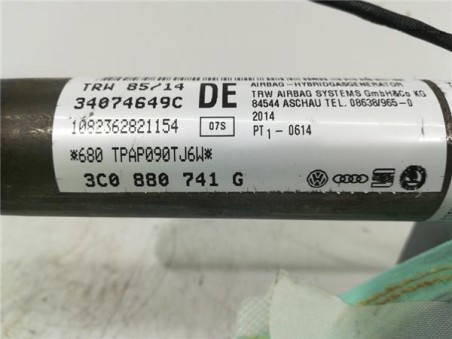 TRW 85/14
34074649C
DE
1082362821154
07S
*680 TPAP090TJ6W*
3C0 880 741 G
AIRBAG-HYBRIDGASGENERATOR
TRW AIRBAG SYSTEMS GmbH&Co KG
84544 ASCHAU TEL. 08638/965-0
2014
PT1-0614